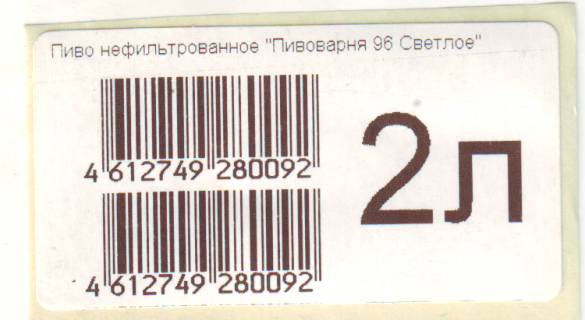 Пиво нефильтрованное "Пивоварня 96 Светлое"
4 612749 280092
2л
4 612749 280092